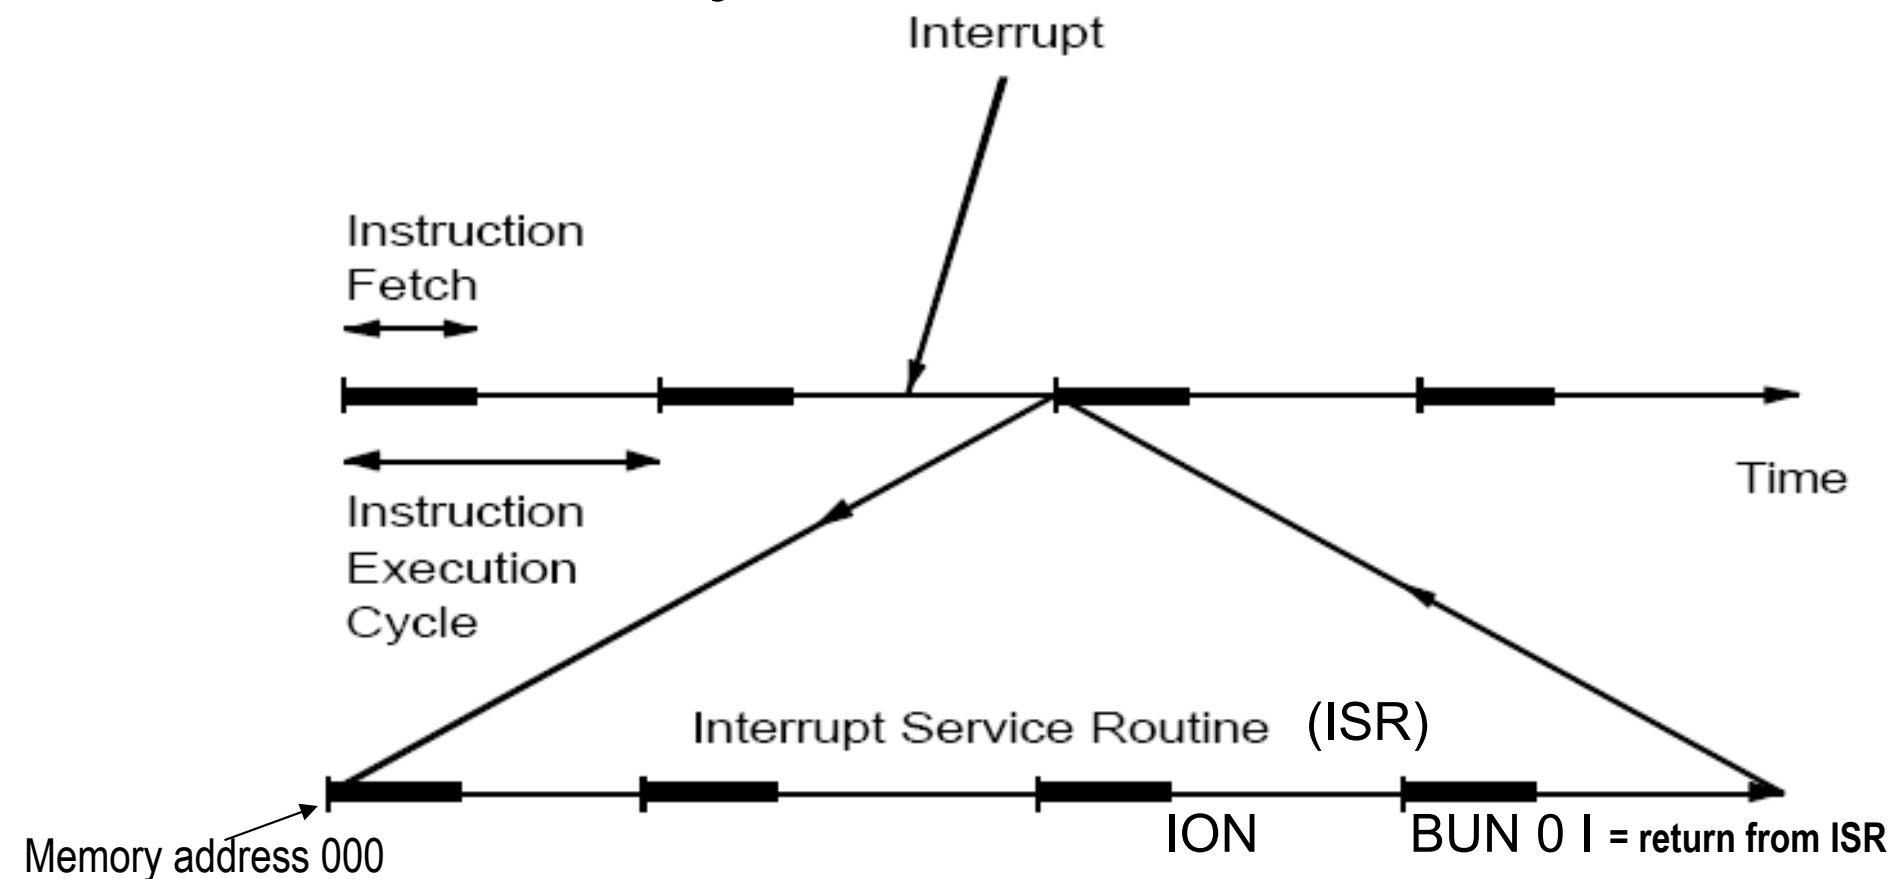 Interrupt
Instruction
Fetch
Time
Instruction
Execution
Cycle
Interrupt Service Routine (ISR)
ION
BUN 0 I = return from ISR
Memory address 000